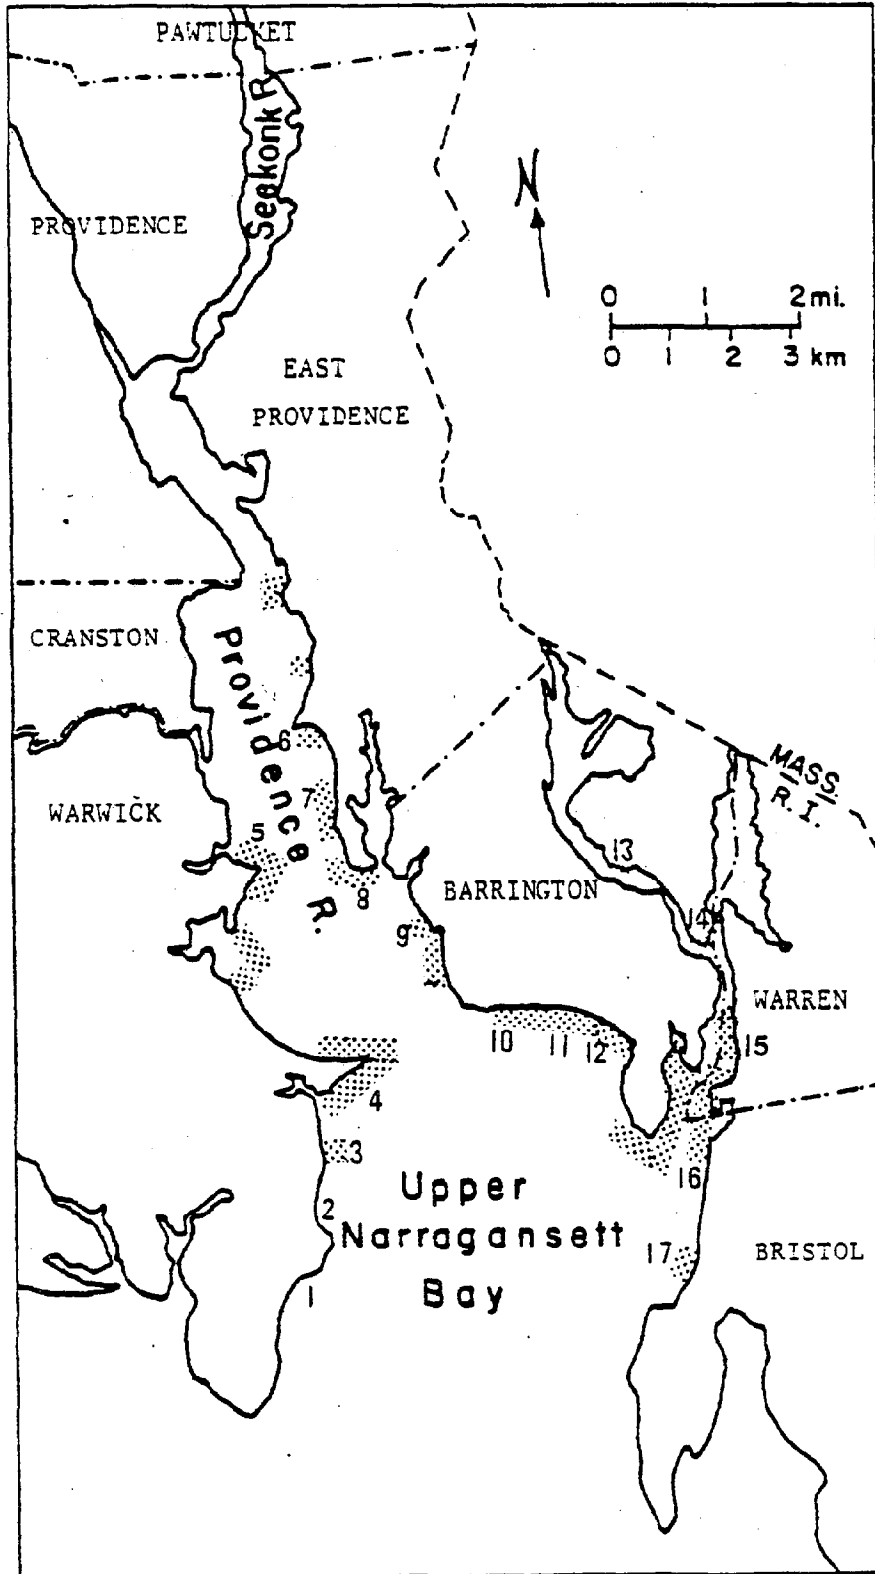 PAWTUCKET
Seekonk R.
PROVIDENCE
N
0 1 2 mi.
0 1 2 3 km
EAST
PROVIDENCE
CRANSTON
Providence R.
6
MASS.
R. I.
WARWICK
7
5
13
8
BARRINGTON
14
9
WARREN
10 11 12
15
4
3
16
Upper
2
Narragansett
17
BRISTOL
1
Bay